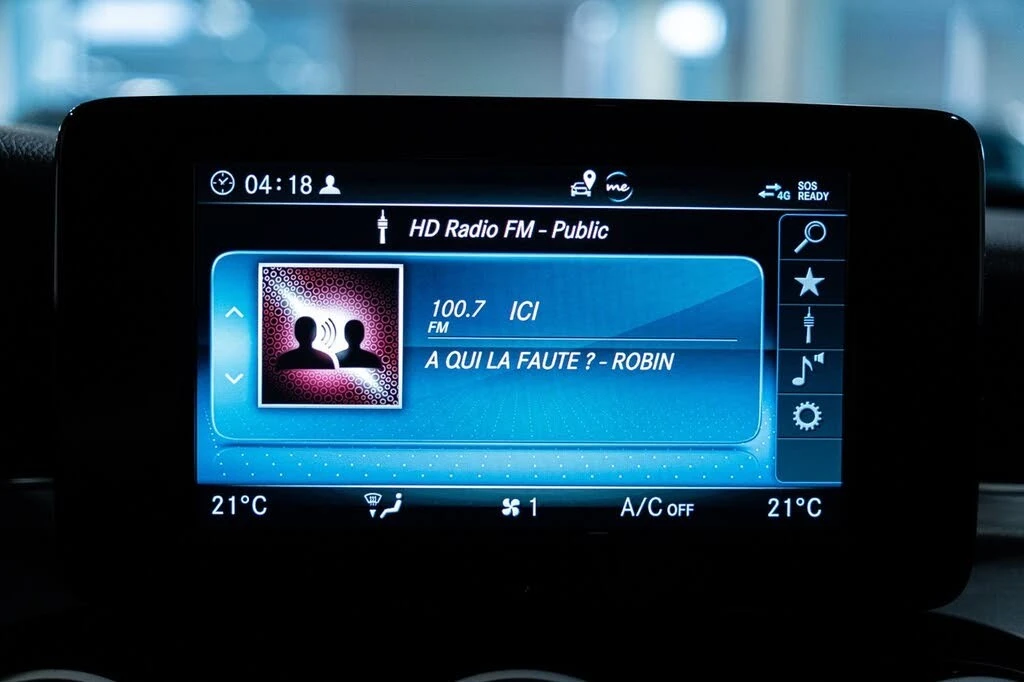 04:18 me 4G SOS READY
HD Radio FM – Public
100.7 FM ICI
A QUI LA FAUTE ? – ROBIN
21°C 1 A/C OFF 21°C